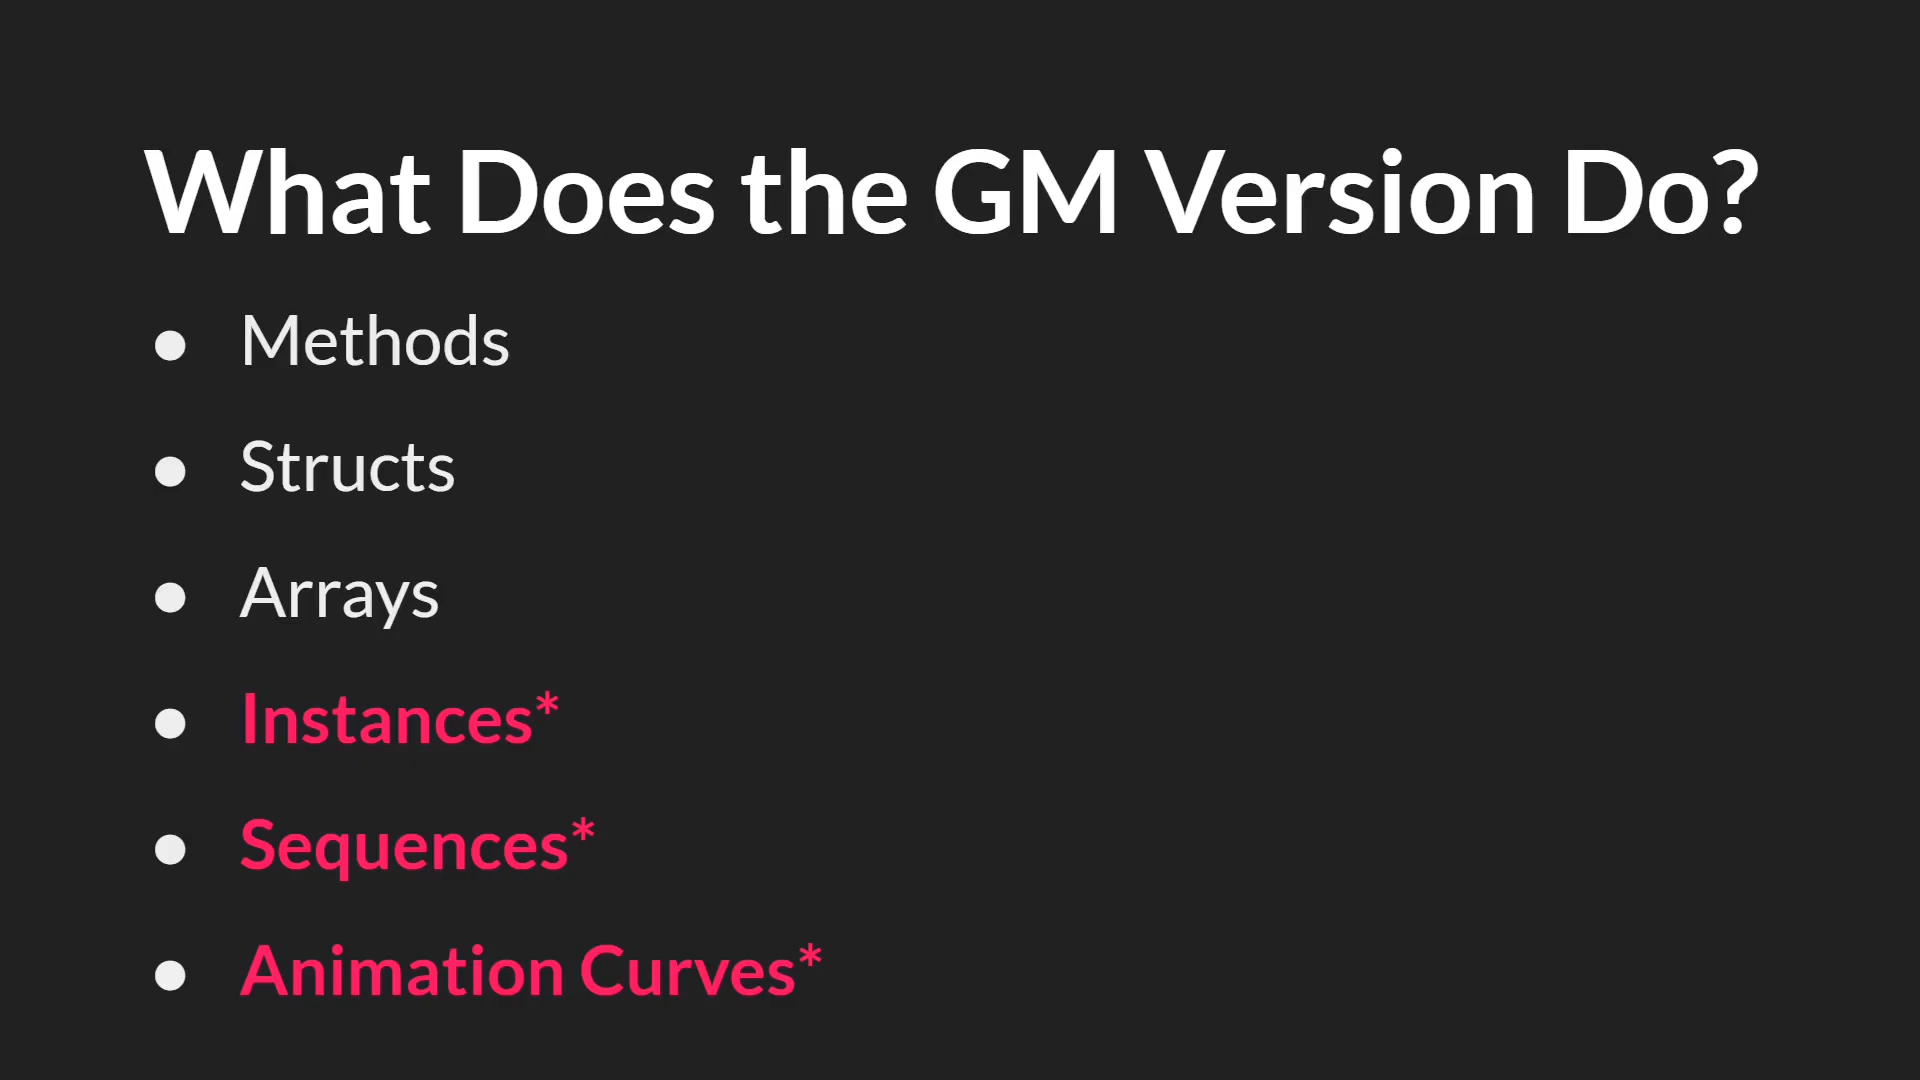 What Does the GM Version Do?
● Methods
● Structs
● Arrays
● Instances*
● Sequences*
● Animation Curves*